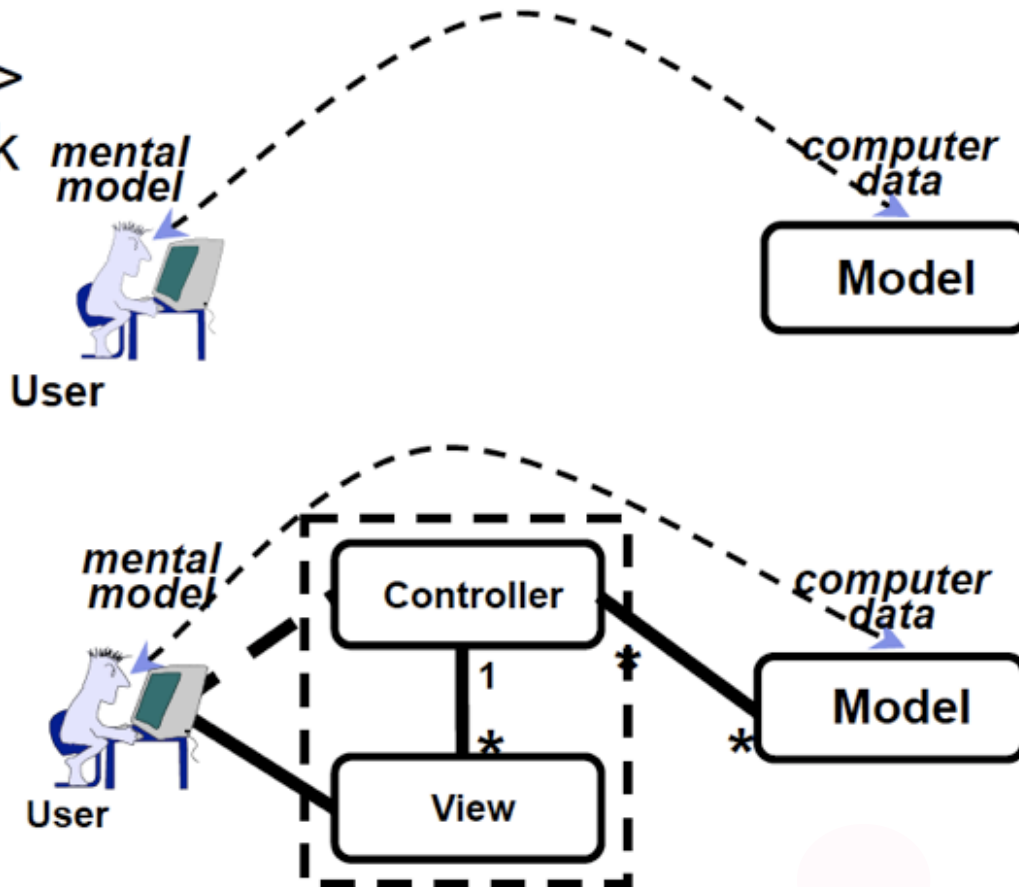 >
K
mental
model
computer
data
Model
User
mental
model
Controller
computer
data
*
1
Model
*
*
View
User